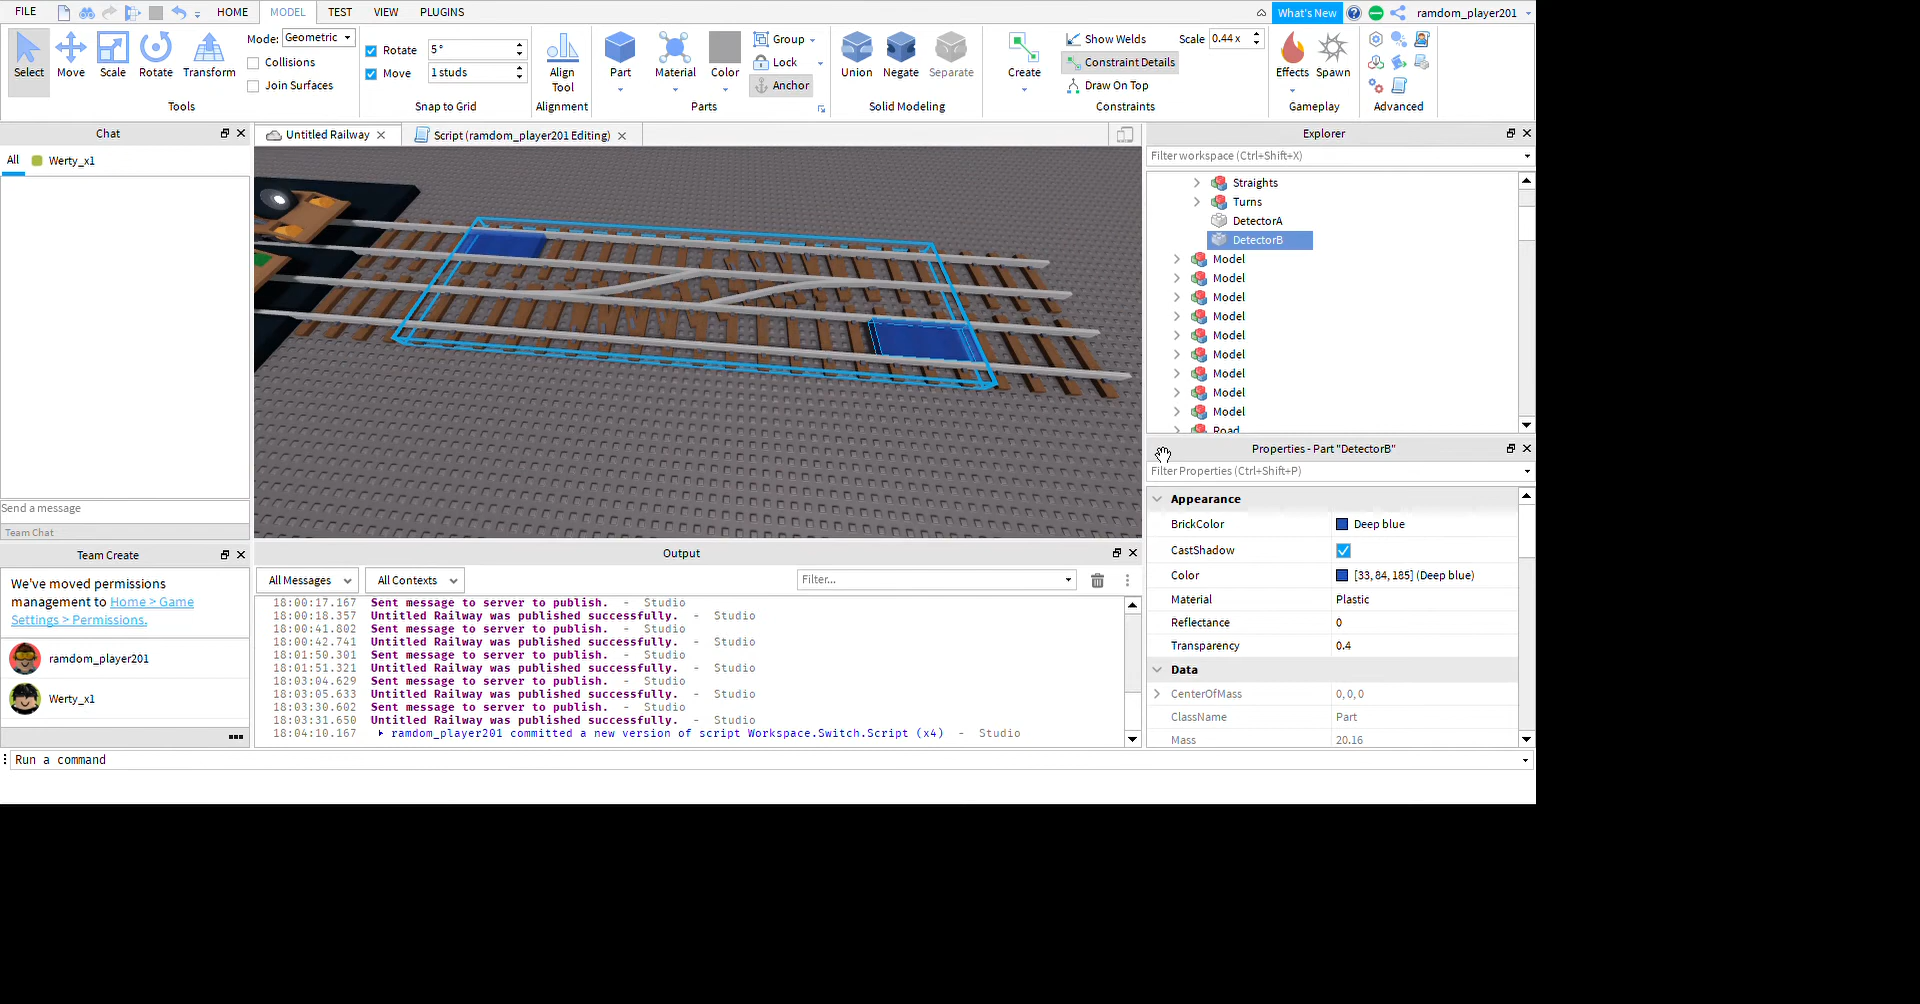 FILE
HOME
MODEL
TEST
VIEW
PLUGINS
What's New
ramdom_player201
Select
Move
Scale
Rotate
Transform
Mode:
Geometric
Collisions
Join Surfaces
Tools
Rotate
5 °
Move
1 studs
Snap to Grid
Align
Tool
Alignment
Part
Material
Color
Group
Lock
Anchor
Parts
Union
Negate
Separate
Solid Modeling
Create
Show Welds
Scale
0.44 x
Constraint Details
Draw On Top
Constraints
Effects
Spawn
Gameplay
Advanced
Chat
All
Werty_x1
Send a message
Team Chat
Team Create
We've moved permissions
management to Home > Game
Settings > Permissions.
ramdom_player201
Werty_x1
Untitled Railway
Script (ramdom_player201 Editing)
Output
All Messages
All Contexts
Filter...
18:00:17.167 Sent message to server to publish. - Studio
18:00:18.357 Untitled Railway was published successfully. - Studio
18:00:41.802 Sent message to server to publish. - Studio
18:00:42.741 Untitled Railway was published successfully. - Studio
18:01:50.301 Sent message to server to publish. - Studio
18:01:51.321 Untitled Railway was published successfully. - Studio
18:03:04.629 Sent message to server to publish. - Studio
18:03:05.633 Untitled Railway was published successfully. - Studio
18:03:30.602 Sent message to server to publish. - Studio
18:03:31.650 Untitled Railway was published successfully. - Studio
18:04:10.167 ramdom_player201 committed a new version of script Workspace.Switch.Script (x4) - Studio
Explorer
Filter workspace (Ctrl+Shift+X)
Straights
Turns
DetectorA
DetectorB
Model
Model
Model
Model
Model
Model
Model
Model
Model
Road
Properties - Part "DetectorB"
Filter Properties (Ctrl+Shift+P)
Appearance
BrickColor Deep blue
CastShadow
Color [33, 84, 185] (Deep blue)
Material Plastic
Reflectance 0
Transparency 0.4
Data
CenterOfMass 0, 0, 0
ClassName Part
Mass 20.16
Run a command